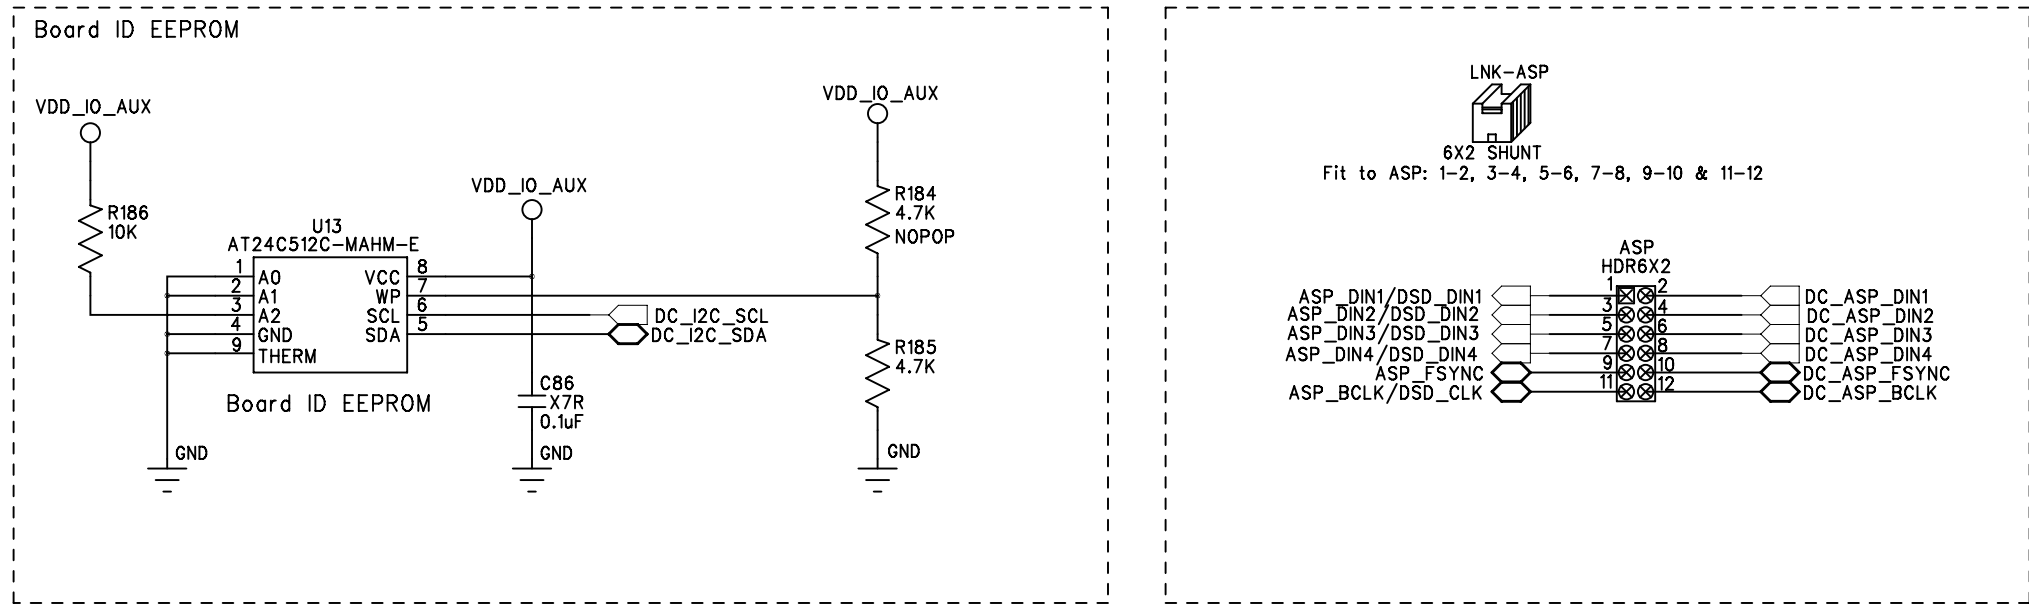 Board ID EEPROM
VDD_IO_AUX
R186
10K
U13
AT24C512C-MAHM-E
1 A0
2 A1
3 A2
4 GND
9 THERM
VCC 8
WP 7
SCL 6
SDA 5
Board ID EEPROM
GND
VDD_IO_AUX
C86
X7R
0.1uF
GND
DC_I2C_SCL
DC_I2C_SDA
VDD_IO_AUX
R184
4.7K
NOPOP
R185
4.7K
GND
LNK-ASP
6X2 SHUNT
Fit to ASP: 1-2, 3-4, 5-6, 7-8, 9-10 & 11-12
ASP
HDR6X2
ASP_DIN1/DSD_DIN1 1 2 DC_ASP_DIN1
ASP_DIN2/DSD_DIN2 3 4 DC_ASP_DIN2
ASP_DIN3/DSD_DIN3 5 6 DC_ASP_DIN3
ASP_DIN4/DSD_DIN4 7 8 DC_ASP_DIN4
ASP_FSYNC 9 10 DC_ASP_FSYNC
ASP_BCLK/DSD_CLK 11 12 DC_ASP_BCLK